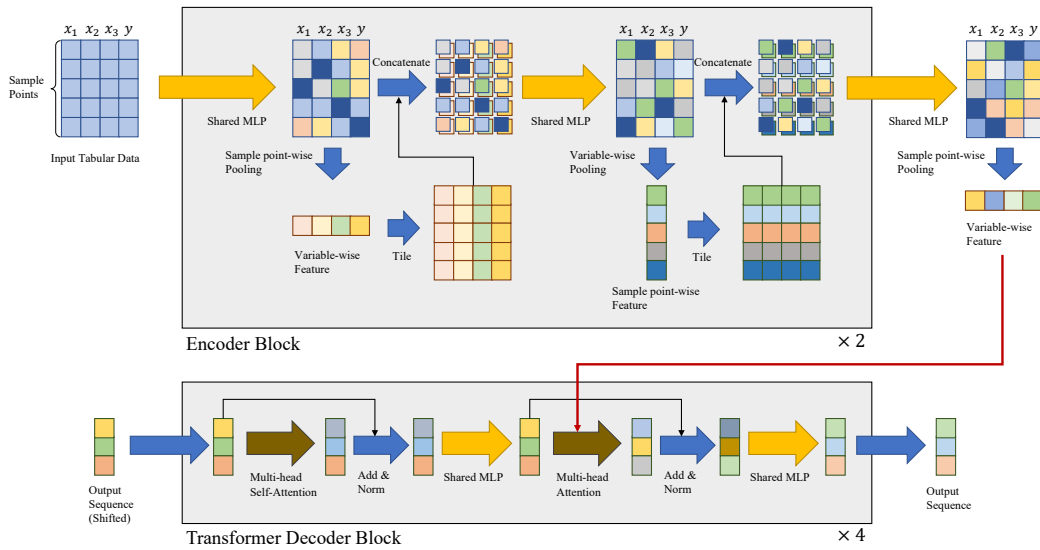 x₁ x₂ x₃ y
Sample
Points
Input Tabular Data
Shared MLP
x₁ x₂ x₃ y
Concatenate
Sample point-wise
Pooling
Variable-wise
Feature
Tile
Shared MLP
x₁ x₂ x₃ y
Concatenate
Variable-wise
Pooling
Sample point-wise
Feature
Tile
Shared MLP
x₁ x₂ x₃ y
Sample point-wise
Pooling
Variable-wise
Feature
Encoder Block
× 2
Output
Sequence
(Shifted)
Multi-head
Self-Attention
Add &
Norm
Shared MLP
Multi-head
Attention
Add &
Norm
Shared MLP
Output
Sequence
Transformer Decoder Block
× 4